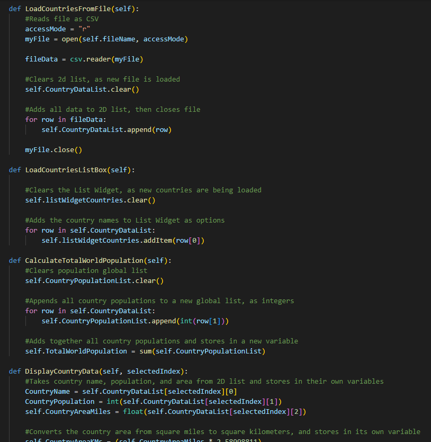 def LoadCountriesFromFile(self):
    #Reads file as CSV
    accessMode = "r"
    myFile = open(self.fileName, accessMode)

    fileData = csv.reader(myFile)

    #Clears 2d list, as new file is loaded
    self.CountryDataList.clear()

    #Adds all data to 2D list, then closes file
    for row in fileData:
        self.CountryDataList.append(row)

    myFile.close()

def LoadCountriesListBox(self):

    #Clears the List Widget, as new countries are being loaded
    self.listWidgetCountries.clear()

    #Adds the country names to List Widget as options
    for row in self.CountryDataList:
        self.listWidgetCountries.addItem(row[0])

def CalculateTotalWorldPopulation(self):
    #Clears population global list
    self.CountryPopulationList.clear()

    #Appends all country populations to a new global list, as integers
    for row in self.CountryDataList:
        self.CountryPopulationList.append(int(row[1]))

    #Adds together all country populations and stores in a new variable
    self.TotalWorldPopulation = sum(self.CountryPopulationList)

def DisplayCountryData(self, selectedIndex):
    #Takes country name, population, and area from 2D list and stores in their own variables
    CountryName = self.CountryDataList[selectedIndex][0]
    CountryPopulation = int(self.CountryDataList[selectedIndex][1])
    self.CountryAreaMiles = float(self.CountryDataList[selectedIndex][2])

    #Converts the country area from square miles to square kilometers, and stores in its own variable
    self.CountryAreaKMs = (self.CountryAreaMiles * 2.58998811)